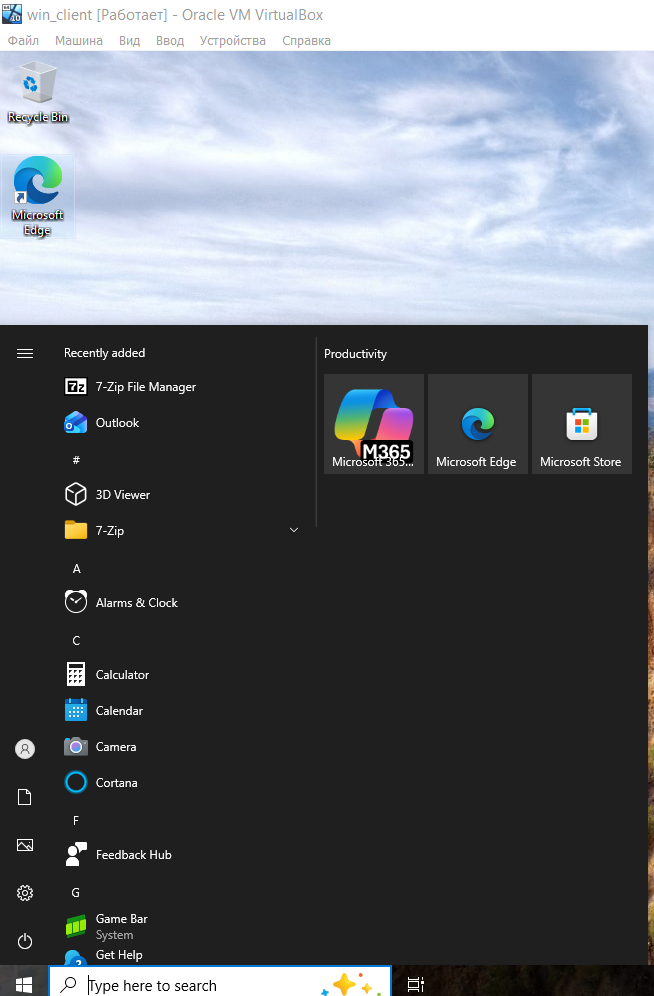 win_client [Работает] - Oracle VM VirtualBox
Файл Машина Вид Ввод Устройства Справка
Recycle Bin
Microsoft
Edge
Recently added
7z 7-Zip File Manager
Outlook
#
3D Viewer
7-Zip
A
Alarms & Clock
C
Calculator
Calendar
Camera
Cortana
F
Feedback Hub
G
Game Bar
System
Get Help
Productivity
M365
Microsoft 365...
Microsoft Edge
Microsoft Store
Type here to search